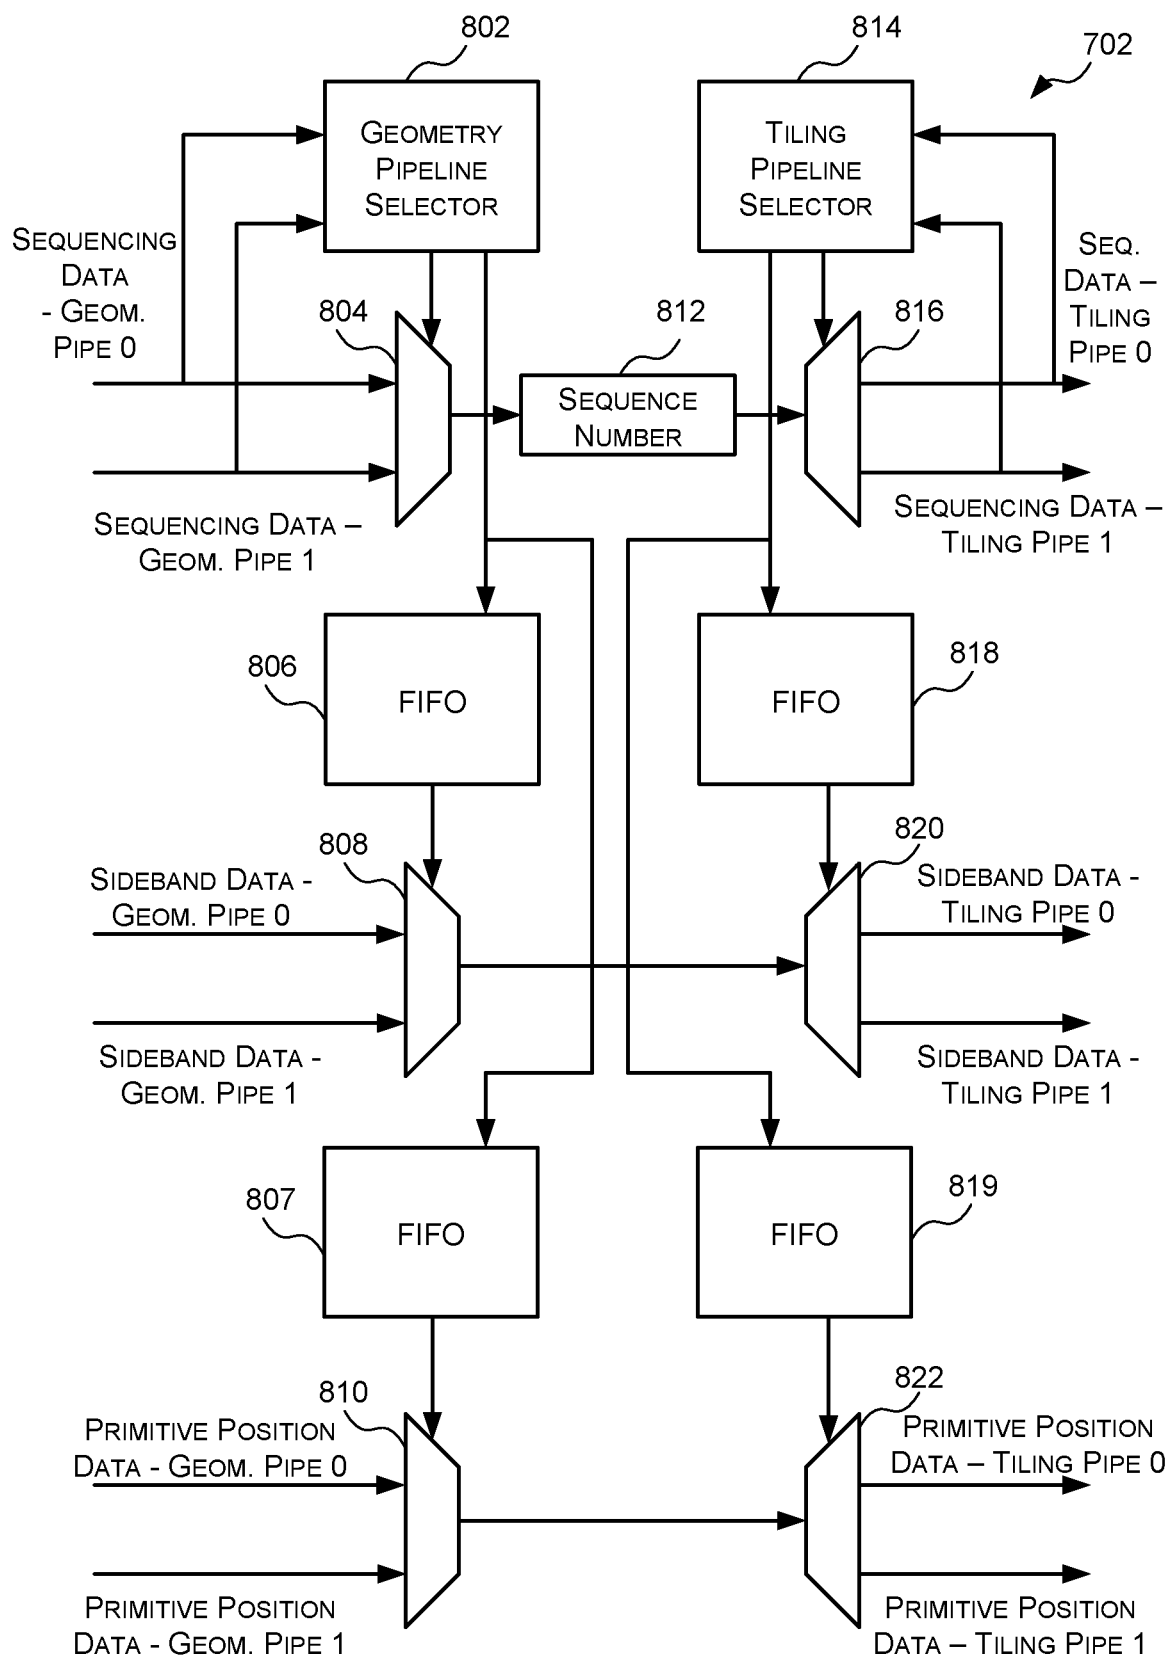 802
814
702
GEOMETRY
PIPELINE
SELECTOR
TILING
PIPELINE
SELECTOR
SEQUENCING
DATA
- GEOM.
PIPE 0
SEQ.
DATA –
TILING
PIPE 0
804
812
816
SEQUENCE
NUMBER
SEQUENCING DATA –
GEOM. PIPE 1
SEQUENCING DATA –
TILING PIPE 1
806
FIFO
FIFO
818
808
820
SIDEBAND DATA -
GEOM. PIPE 0
SIDEBAND DATA -
TILING PIPE 0
SIDEBAND DATA -
GEOM. PIPE 1
SIDEBAND DATA -
TILING PIPE 1
807
FIFO
FIFO
819
810
822
PRIMITIVE POSITION
DATA - GEOM. PIPE 0
PRIMITIVE POSITION
DATA – TILING PIPE 0
PRIMITIVE POSITION
DATA - GEOM. PIPE 1
PRIMITIVE POSITION
DATA – TILING PIPE 1